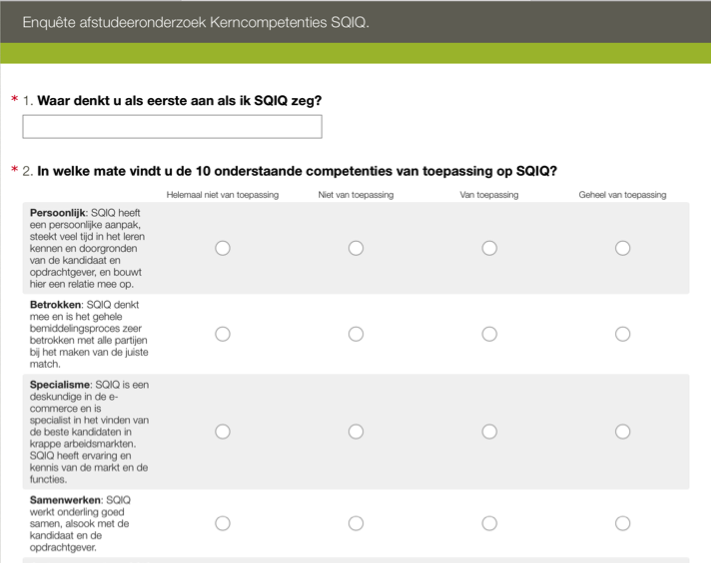 Enquête afstudeeronderzoek Kerncompetenties SQIQ.
* 1. Waar denkt u als eerste aan als ik SQIQ zeg?
* 2. In welke mate vindt u de 10 onderstaande competenties van toepassing op SQIQ?
Helemaal niet van toepassing Niet van toepassing Van toepassing Geheel van toepassing
Persoonlijk: SQIQ heeft
een persoonlijke aanpak,
steekt veel tijd in het leren
kennen en doorgronden
van de kandidaat en
opdrachtgever, en bouwt
hier een relatie mee op.
Betrokken: SQIQ denkt
mee en is het gehele
bemiddelingsproces zeer
betrokken met alle partijen
bij het maken van de juiste
match.
Specialisme: SQIQ is een
deskundige in de e-
commerce en is
specialist in het vinden van
de beste kandidaten in
krappe arbeidsmarkten.
SQIQ heeft ervaring en
kennis van de markt en de
functies.
Samenwerken: SQIQ
werkt onderling goed
samen, alsook met de
kandidaat en de
opdrachtgever.